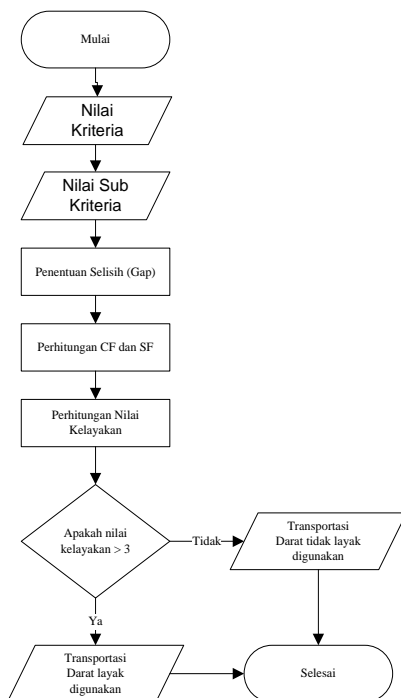 Mulai
Nilai
Kriteria
Nilai Sub
Kriteria
Penentuan Selisih (Gap)
Perhitungan CF dan SF
Perhitungan Nilai
Kelayakan
Apakah nilai
kelayakan > 3
Tidak
Transportasi
Darat tidak layak
digunakan
Ya
Transportasi
Darat layak
digunakan
Selesai